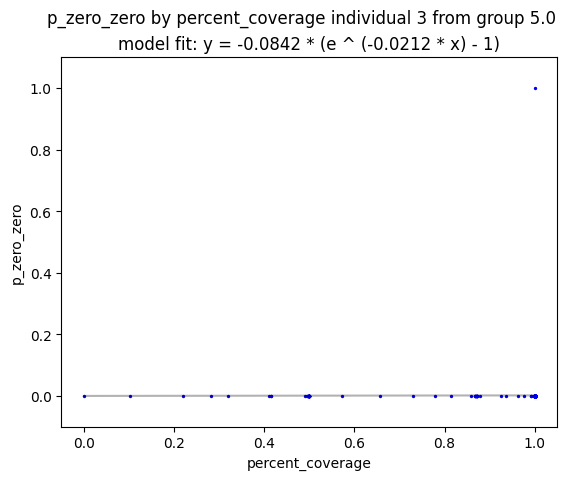 p_zero_zero by percent_coverage individual 3 from group 5.0
model fit: y = -0.0842 * (e ^ (-0.0212 * x) - 1)
1.0
0.8
0.6
0.4
0.2
0.0
p_zero_zero
0.0 0.2 0.4 0.6 0.8 1.0
percent_coverage